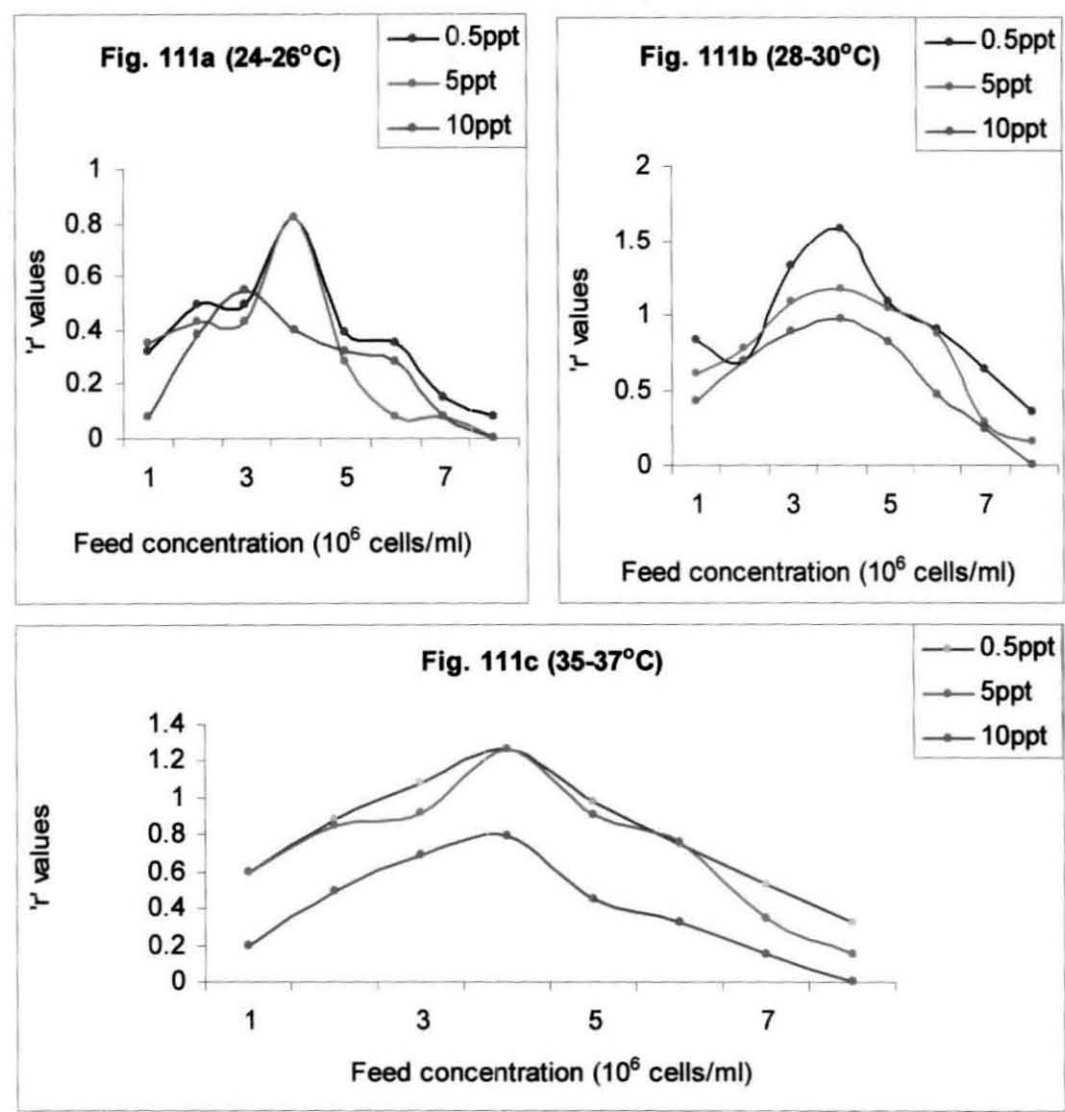 Fig. 111a (24-26°C)
0.5ppt
5ppt
10ppt
1
0.8
0.6
0.4
0.2
0
'r' values
1 3 5 7
Feed concentration (10⁶ cells/ml)
Fig. 111b (28-30°C)
0.5ppt
5ppt
10ppt
2
1.5
1
0.5
0
'r' values
1 3 5 7
Feed concentration (10⁶ cells/ml)
Fig. 111c (35-37°C)
0.5ppt
5ppt
10ppt
1.4
1.2
1
0.8
0.6
0.4
0.2
0
'r' values
1 3 5 7
Feed concentration (10⁶ cells/ml)